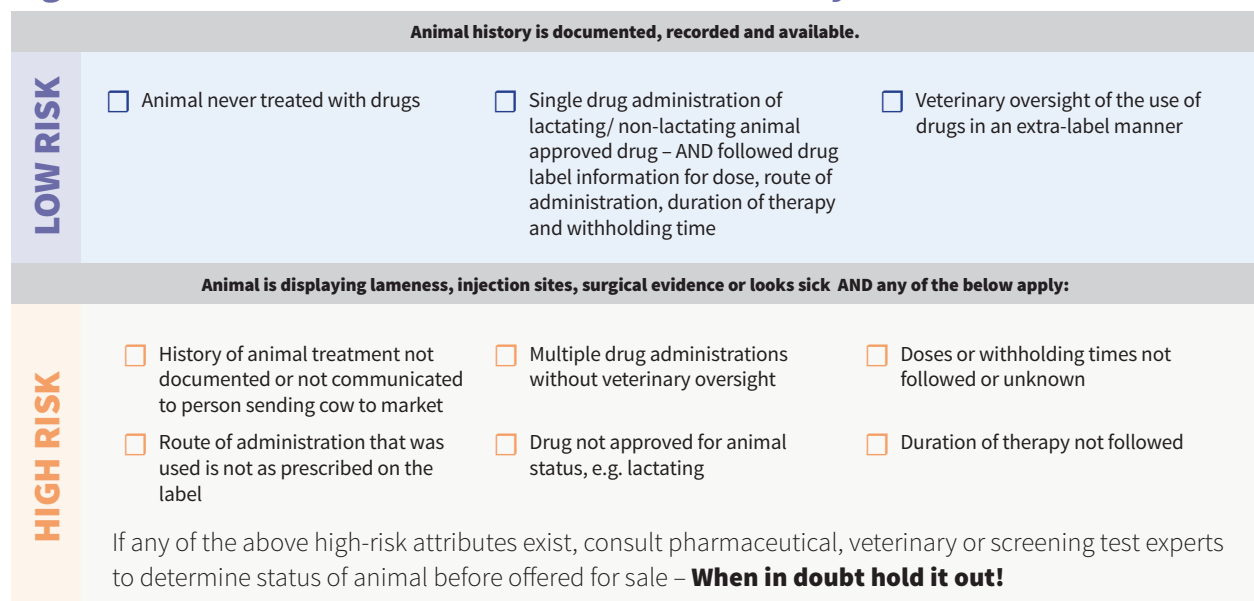 Animal history is documented, recorded and available.
LOW RISK
Animal never treated with drugs
Single drug administration of
lactating/ non-lactating animal
approved drug – AND followed drug
label information for dose, route of
administration, duration of therapy
and withholding time
Veterinary oversight of the use of
drugs in an extra-label manner
Animal is displaying lameness, injection sites, surgical evidence or looks sick AND any of the below apply:
HIGH RISK
History of animal treatment not
documented or not communicated
to person sending cow to market
Multiple drug administrations
without veterinary oversight
Doses or withholding times not
followed or unknown
Route of administration that was
used is not as prescribed on the
label
Drug not approved for animal
status, e.g. lactating
Duration of therapy not followed
If any of the above high-risk attributes exist, consult pharmaceutical, veterinary or screening test experts
to determine status of animal before offered for sale – When in doubt hold it out!